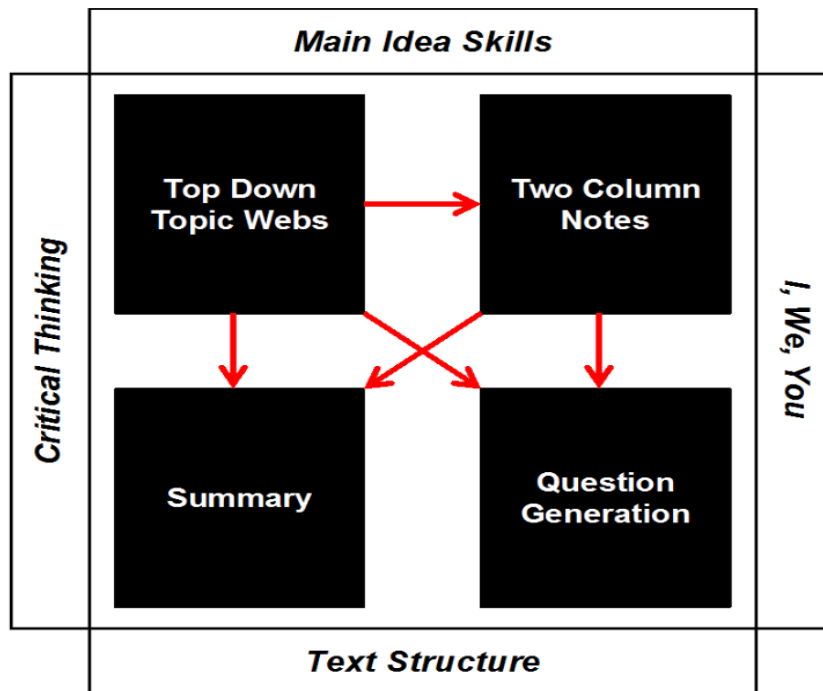 Main Idea Skills
Critical Thinking
Top Down
Topic Webs
Two Column
Notes
I, We, You
Summary
Question
Generation
Text Structure